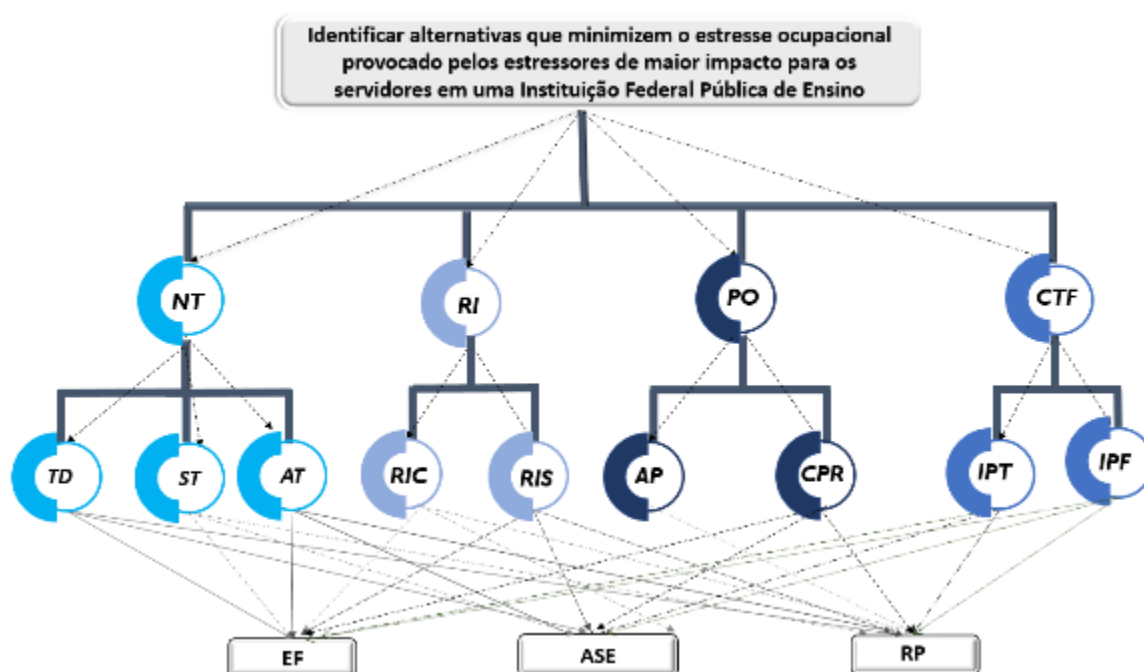 Identificar alternativas que minimizem o estresse ocupacional
provocado pelos estressores de maior impacto para os
servidores em uma Instituição Federal Pública de Ensino
NT
RI
PO
CTF
TD
ST
AT
RIC
RIS
AP
CPR
IPT
IPF
EF
ASE
RP